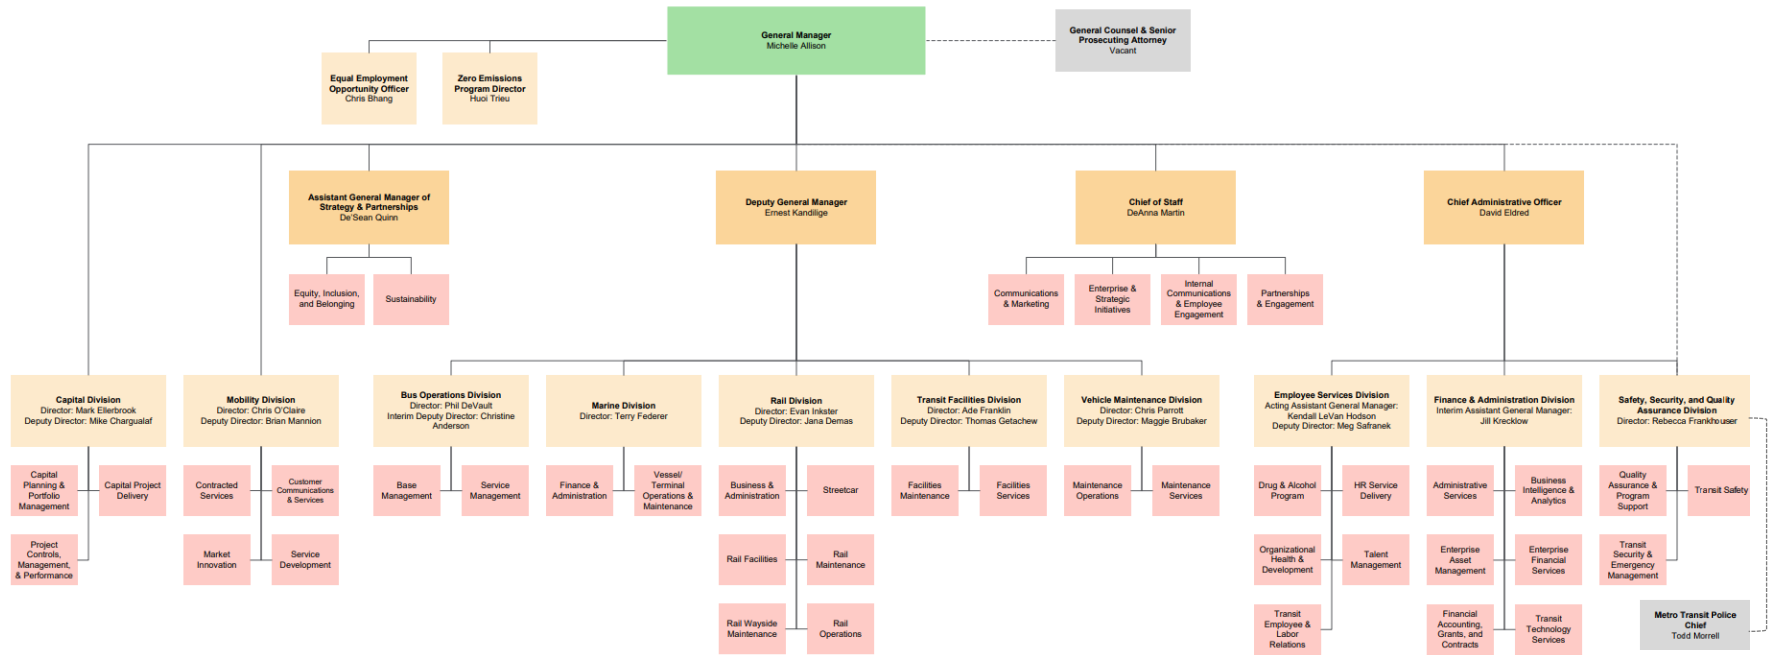 General Manager
Michelle Allison
General Counsel & Senior
Prosecuting Attorney
Vacant
Equal Employment
Opportunity Officer
Chris Bhang
Zero Emissions
Program Director
Huoi Trieu
Assistant General Manager of
Strategy & Partnerships
De'Sean Quinn
Deputy General Manager
Ernest Kandilige
Chief of Staff
DeAnna Martin
Chief Administrative Officer
David Eldred
Equity, Inclusion,
and Belonging
Sustainability
Communications
& Marketing
Enterprise &
Strategic
Initiatives
Internal
Communications
& Employee
Engagement
Partnerships
& Engagement
Capital Division
Director: Mark Ellerbrook
Deputy Director: Mike Chargualaf
Mobility Division
Director: Chris O'Claire
Deputy Director: Brian Mannion
Bus Operations Division
Director: Phil DeVault
Interim Deputy Director: Christine
Anderson
Marine Division
Director: Terry Federer
Rail Division
Director: Evan Inkster
Deputy Director: Jana Demas
Transit Facilities Division
Director: Ade Franklin
Deputy Director: Thomas Getachew
Vehicle Maintenance Division
Director: Chris Parrott
Deputy Director: Maggie Brubaker
Employee Services Division
Acting Assistant General Manager:
Kendall LeVan Hodson
Deputy Director: Meg Safranek
Finance & Administration Division
Interim Assistant General Manager:
Jill Krecklow
Safety, Security, and Quality
Assurance Division
Director: Rebecca Frankhouser
Capital
Planning &
Portfolio
Management
Capital Project
Delivery
Project
Controls,
Management,
& Performance
Contracted
Services
Customer
Communications
& Services
Market
Innovation
Service
Development
Base
Management
Service
Management
Finance &
Administration
Vessel/
Terminal
Operations &
Maintenance
Business &
Administration
Streetcar
Rail Facilities
Rail
Maintenance
Rail Wayside
Maintenance
Rail
Operations
Facilities
Maintenance
Facilities
Services
Maintenance
Operations
Maintenance
Services
Drug & Alcohol
Program
HR Service
Delivery
Organizational
Health &
Development
Talent
Management
Transit
Employee &
Labor
Relations
Administrative
Services
Business
Intelligence &
Analytics
Enterprise
Asset
Management
Enterprise
Financial
Services
Financial
Accounting,
Grants, and
Contracts
Transit
Technology
Services
Quality
Assurance &
Program
Support
Transit Safety
Transit
Security &
Emergency
Management
Metro Transit Police
Chief
Todd Morrell